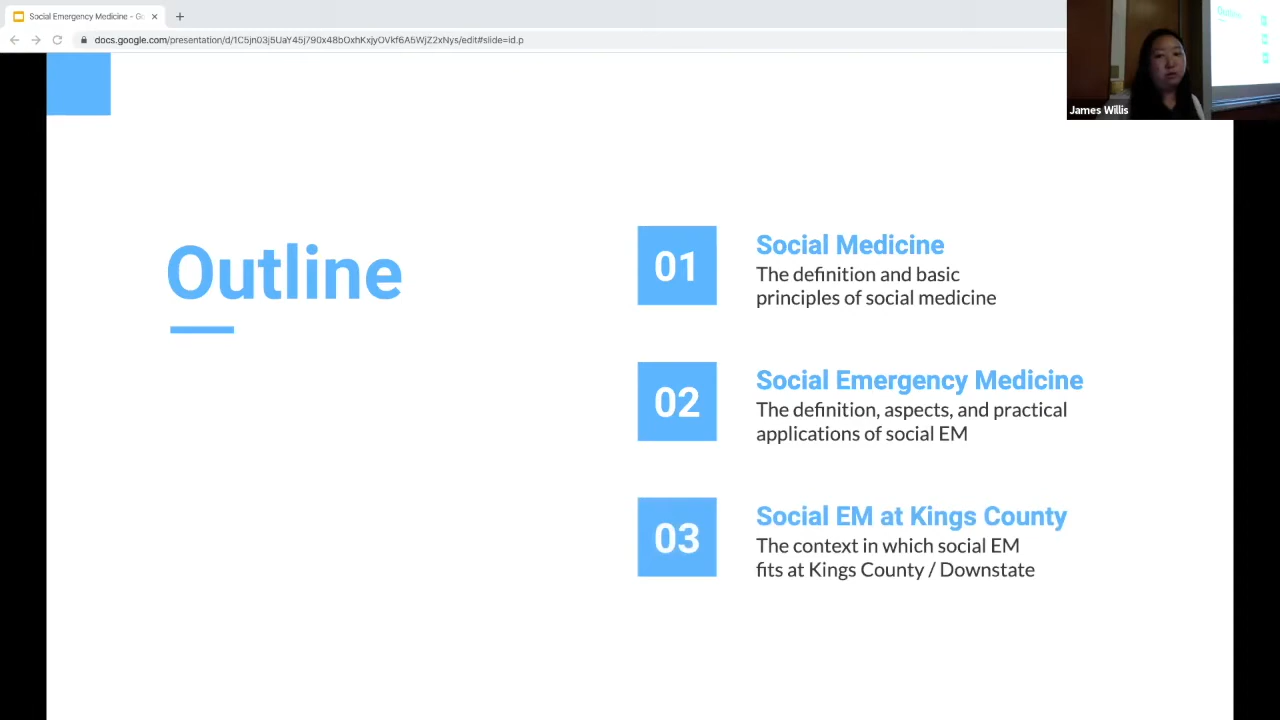 Social Emergency Medicine - Go
docs.google.com/presentation/d/1C5jn03j5UaY45j790x48bOxhKxjyOVkf6A5WjZ2xNys/edit#slide=id.p
Outline
James Willis
Outline
01
Social Medicine
The definition and basic
principles of social medicine
02
Social Emergency Medicine
The definition, aspects, and practical
applications of social EM
03
Social EM at Kings County
The context in which social EM
fits at Kings County / Downstate